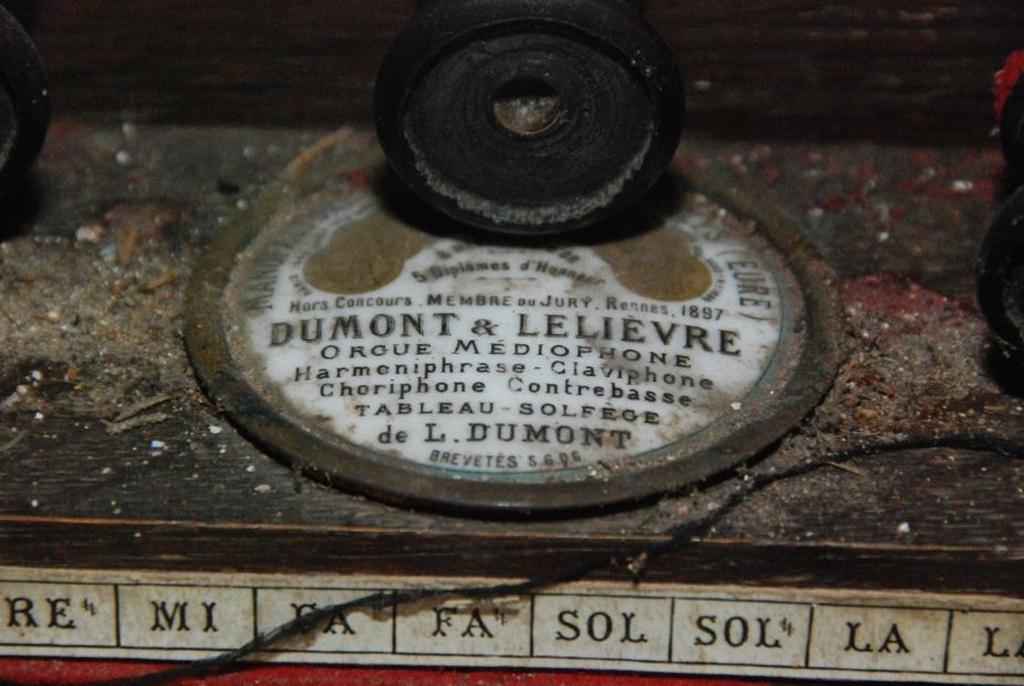 EURE)
5 Diplômes d'Honneur
Hors Concours. MEMBRE DU JURY. Rennes. 1897
DUMONT & LELIÈVRE
ORGUE MÉDIOPHONE
Harmoniphrase - Claviphone
Choriphone Contrebasse
TABLEAU - SOLFÈGE
de L. DUMONT
BREVETÉS S.G.D.G
RE# MI FA FA# SOL SOL# LA